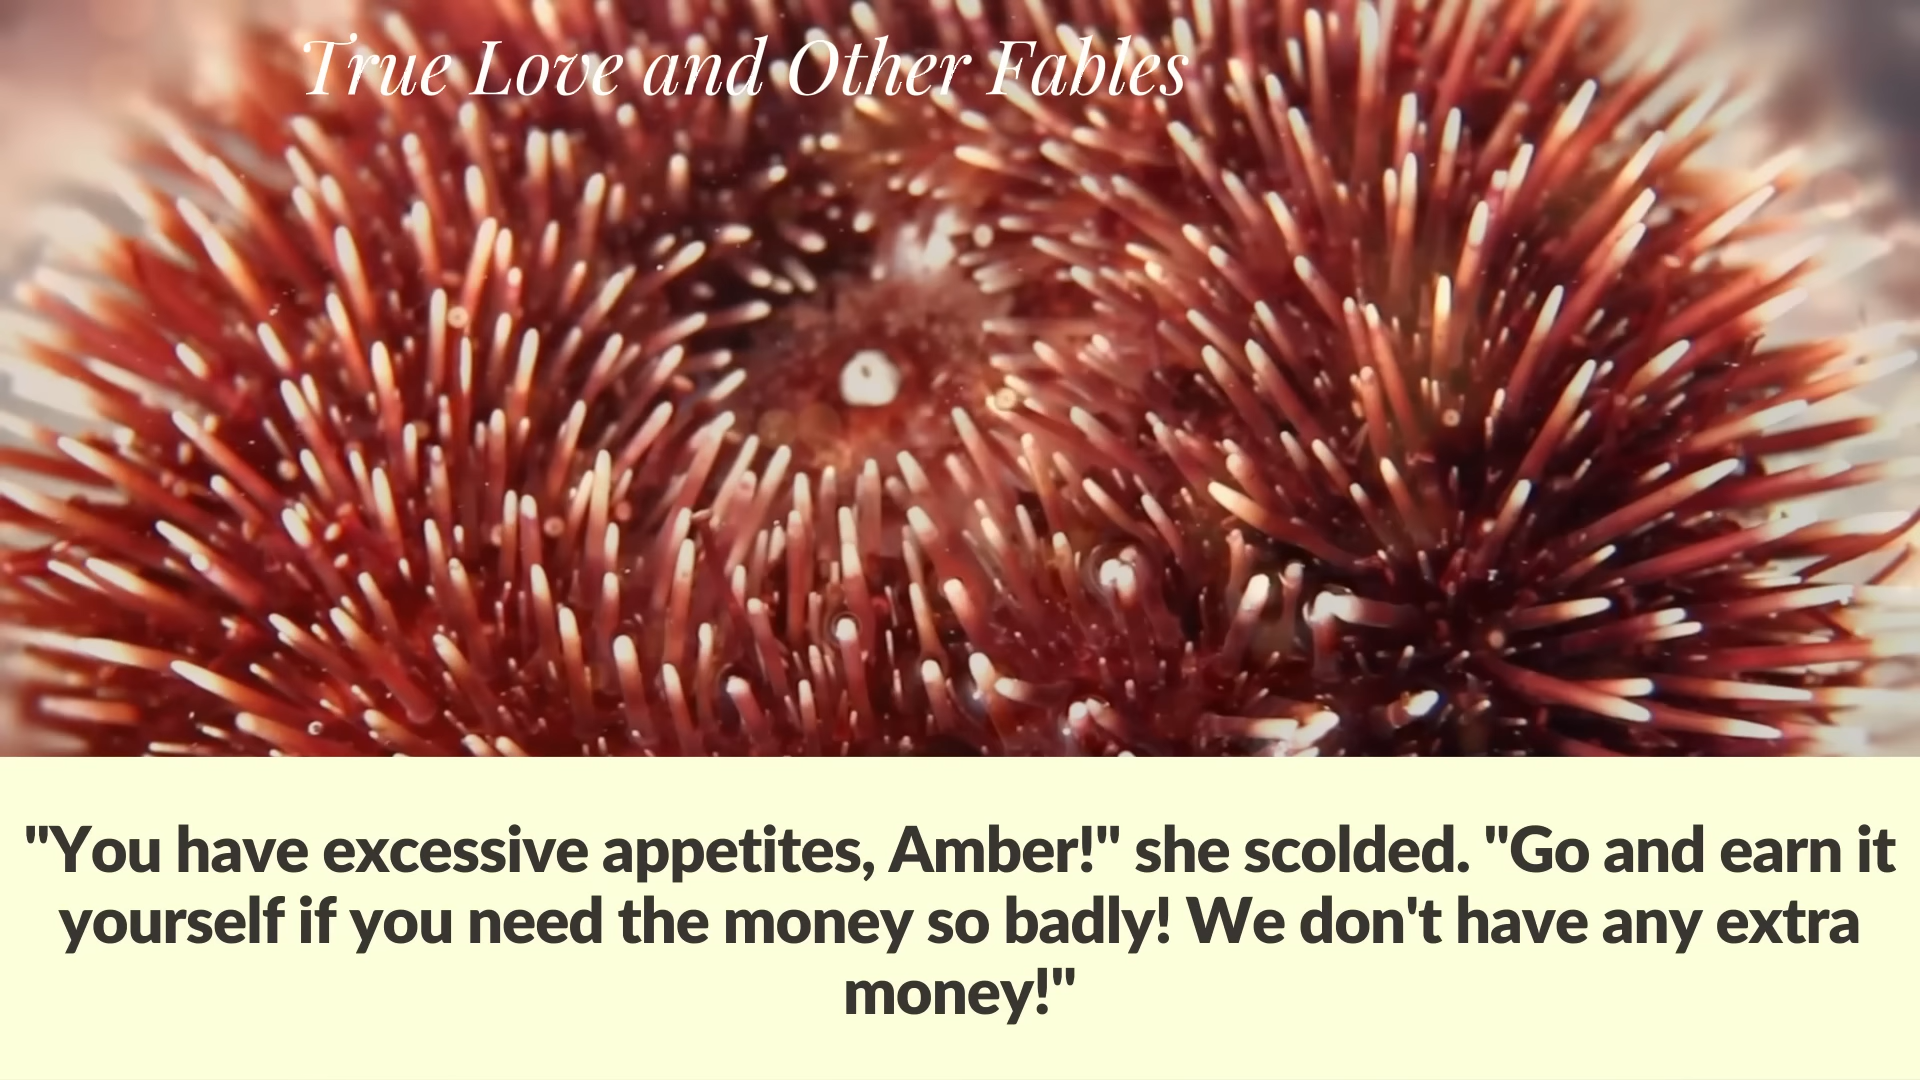 True Love and Other Fables
"You have excessive appetites, Amber!" she scolded. "Go and earn it
yourself if you need the money so badly! We don't have any extra
money!"